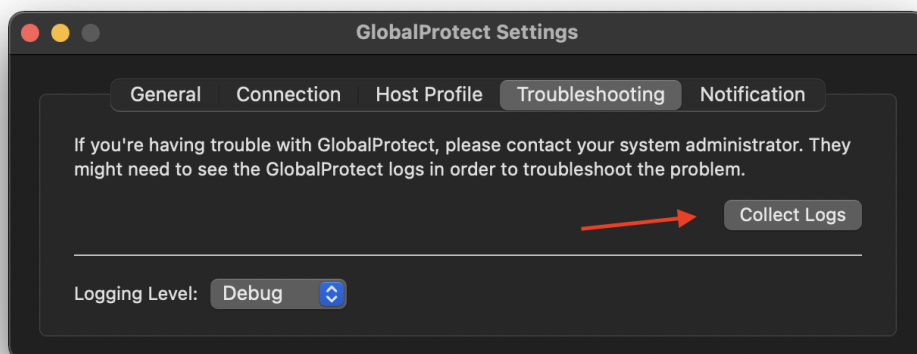 GlobalProtect Settings
General Connection Host Profile Troubleshooting Notification
If you're having trouble with GlobalProtect, please contact your system administrator. They
might need to see the GlobalProtect logs in order to troubleshoot the problem.
Collect Logs
Logging Level: Debug